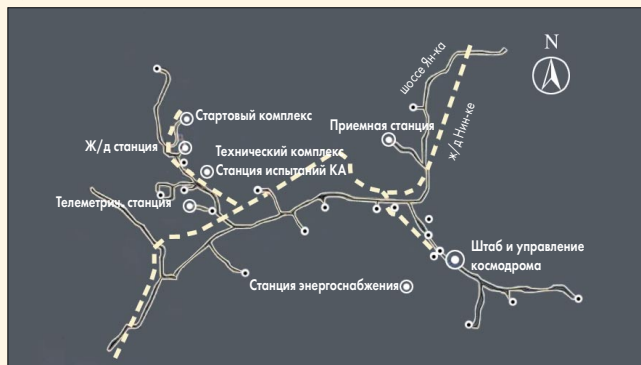 N
шоссе Ян-ка
ж/д Нин-ке
Стартовый комплекс
Приемная станция
Ж/д станция
Технический комплекс
Станция испытаний КА
Телеметрич. станция
Штаб и управление
космодрома
Станция энергоснабжения